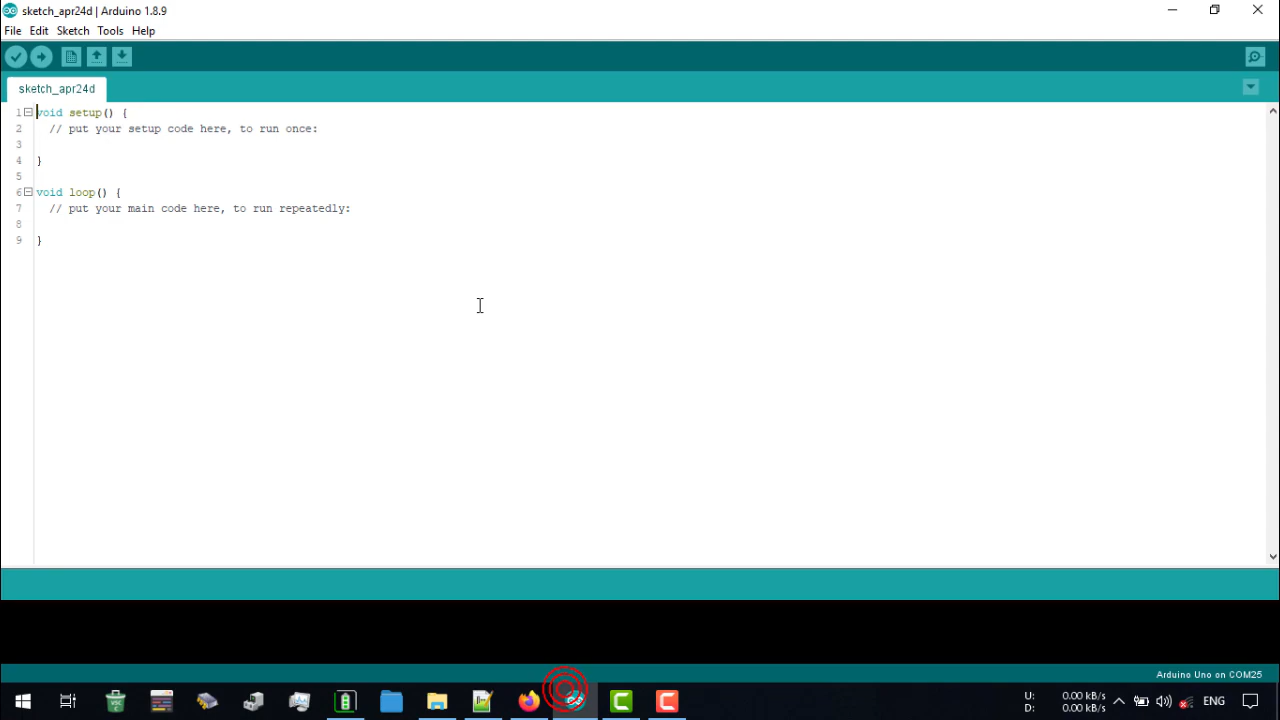 sketch_apr24d | Arduino 1.8.9
File Edit Sketch Tools Help
sketch_apr24d
1 void setup() {
2 // put your setup code here, to run once:
3
4 }
5
6 void loop() {
7 // put your main code here, to run repeatedly:
8
9 }
Arduino Uno on COM25
U: 0.00 kB/s
D: 0.00 kB/s
ENG